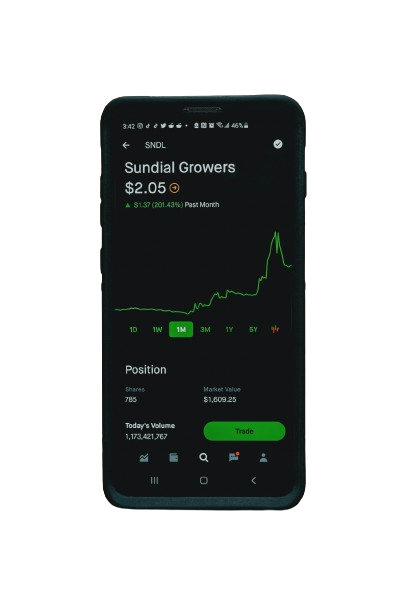 3:42 46%
SNDL
Sundial Growers
$2.05
$1.37 (201.43%) Past Month
1D 1W 1M 3M 1Y 5Y
Position
Shares Market Value
785 $1,609.25
Today's Volume
1,173,421,767
Trade